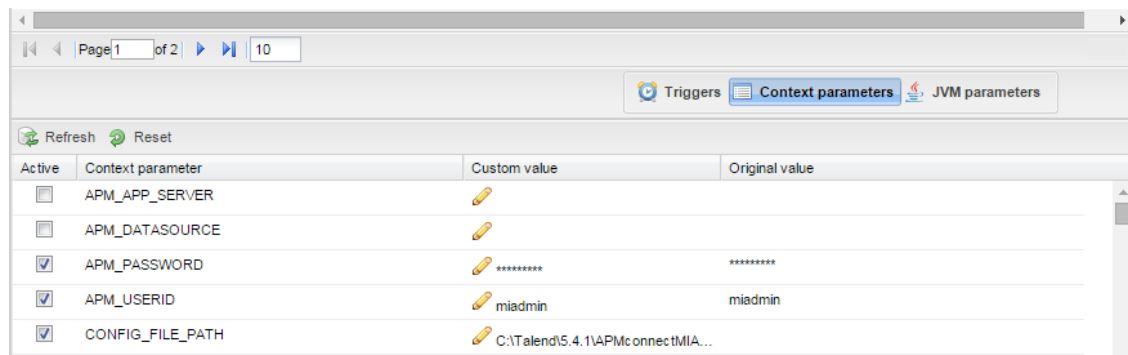 Page 1 of 2 10
Triggers Context parameters JVM parameters
Refresh Reset
Active Context parameter Custom value Original value
APM_APP_SERVER
APM_DATASOURCE
APM_PASSWORD ********* *********
APM_USERID miadmin miadmin
CONFIG_FILE_PATH C:\Talend\5.4.1\APMconnectMIA...